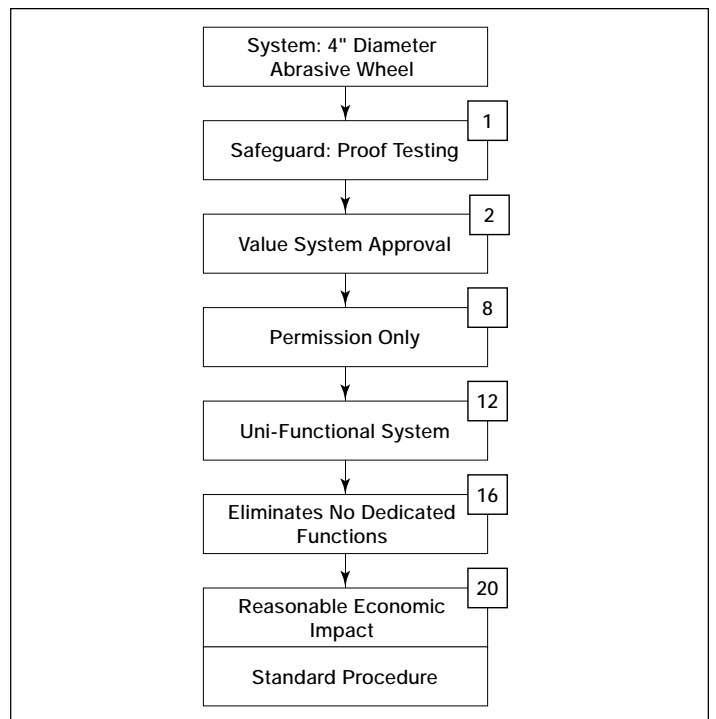 System: 4" Diameter
Abrasive Wheel
1
Safeguard: Proof Testing
2
Value System Approval
8
Permission Only
12
Uni-Functional System
16
Eliminates No Dedicated
Functions
20
Reasonable Economic
Impact
Standard Procedure